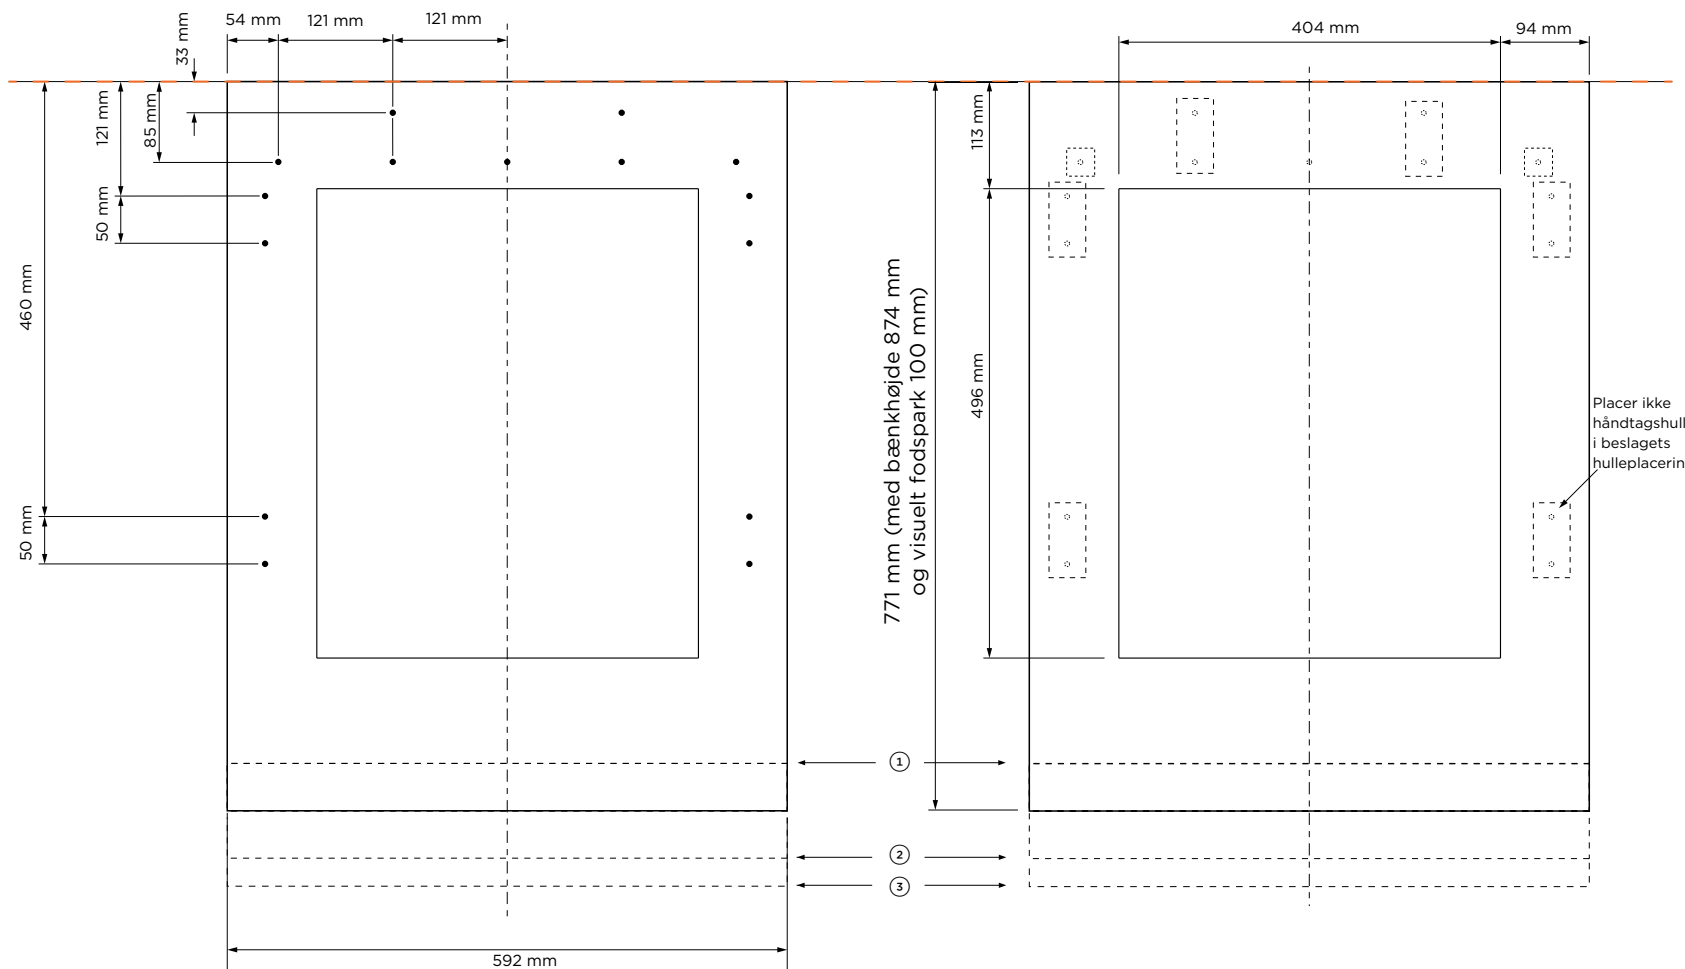 54 mm
121 mm
121 mm
33 mm
121 mm
85 mm
50 mm
460 mm
50 mm
592 mm
771 mm (med bænkhøjde 874 mm
og visuelt fodspark 100 mm)
1
2
3
404 mm
94 mm
113 mm
496 mm
Placer ikke
håndtagshull
i beslagets
hulleplacerin